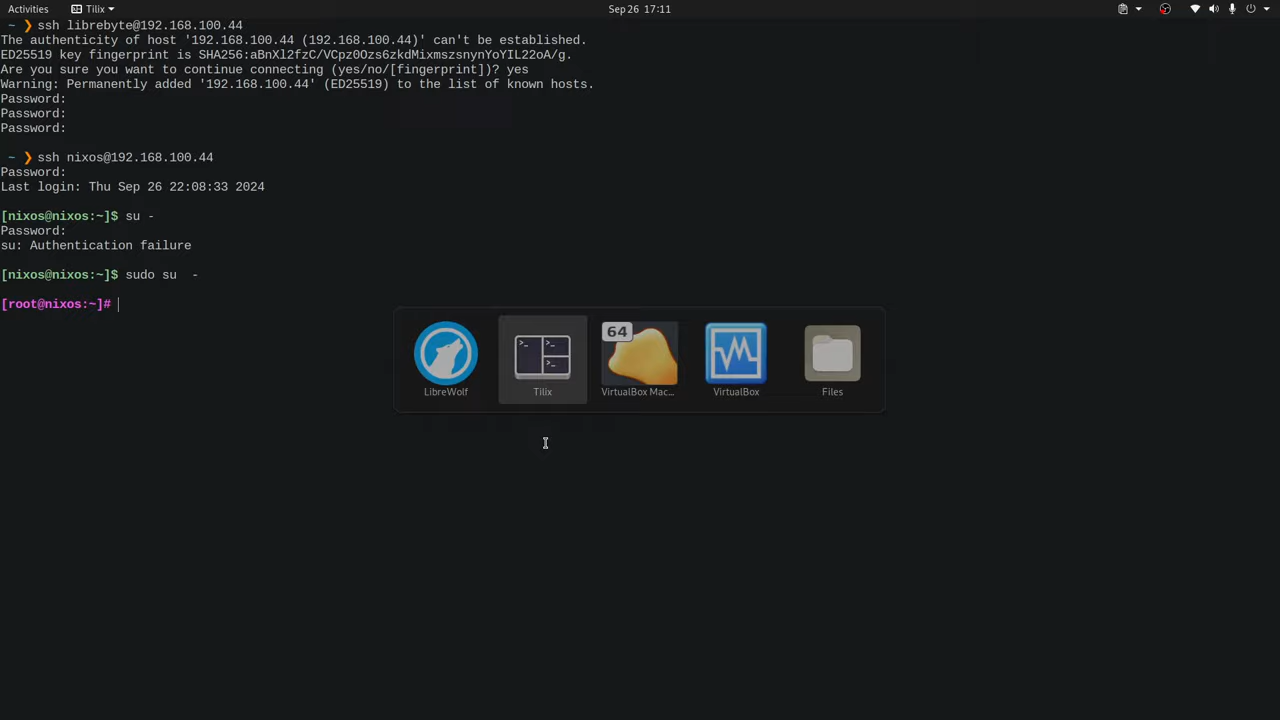 Activities
Tilix
Sep 26 17:11
~ ❯ ssh librebyte@192.168.100.44
The authenticity of host '192.168.100.44 (192.168.100.44)' can't be established.
ED25519 key fingerprint is SHA256:aBnXl2fzC/VCpz0Ozs6zkdMixmszsnynYoYIL22oA/g.
Are you sure you want to continue connecting (yes/no/[fingerprint])? yes
Warning: Permanently added '192.168.100.44' (ED25519) to the list of known hosts.
Password:
Password:
Password:
~ ❯ ssh nixos@192.168.100.44
Password:
Last login: Thu Sep 26 22:08:33 2024
[nixos@nixos:~]$ su -
Password:
su: Authentication failure
[nixos@nixos:~]$ sudo su  -
[root@nixos:~]#
64
LibreWolf
Tilix
VirtualBox Mac...
VirtualBox
Files